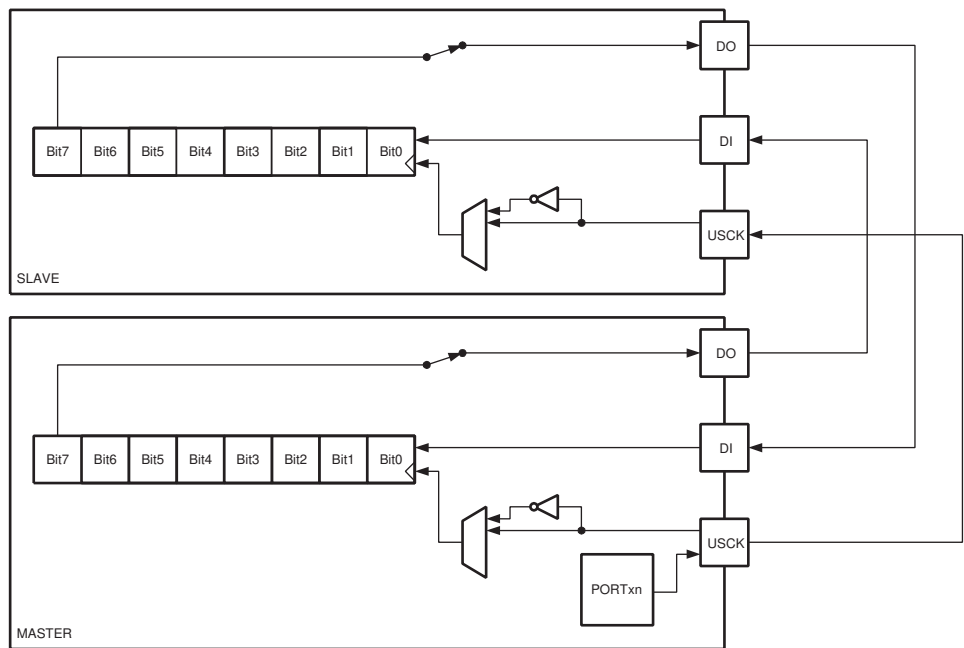 DO
Bit7 Bit6 Bit5 Bit4 Bit3 Bit2 Bit1 Bit0
DI
USCK
SLAVE
DO
Bit7 Bit6 Bit5 Bit4 Bit3 Bit2 Bit1 Bit0
DI
USCK
PORTxn
MASTER